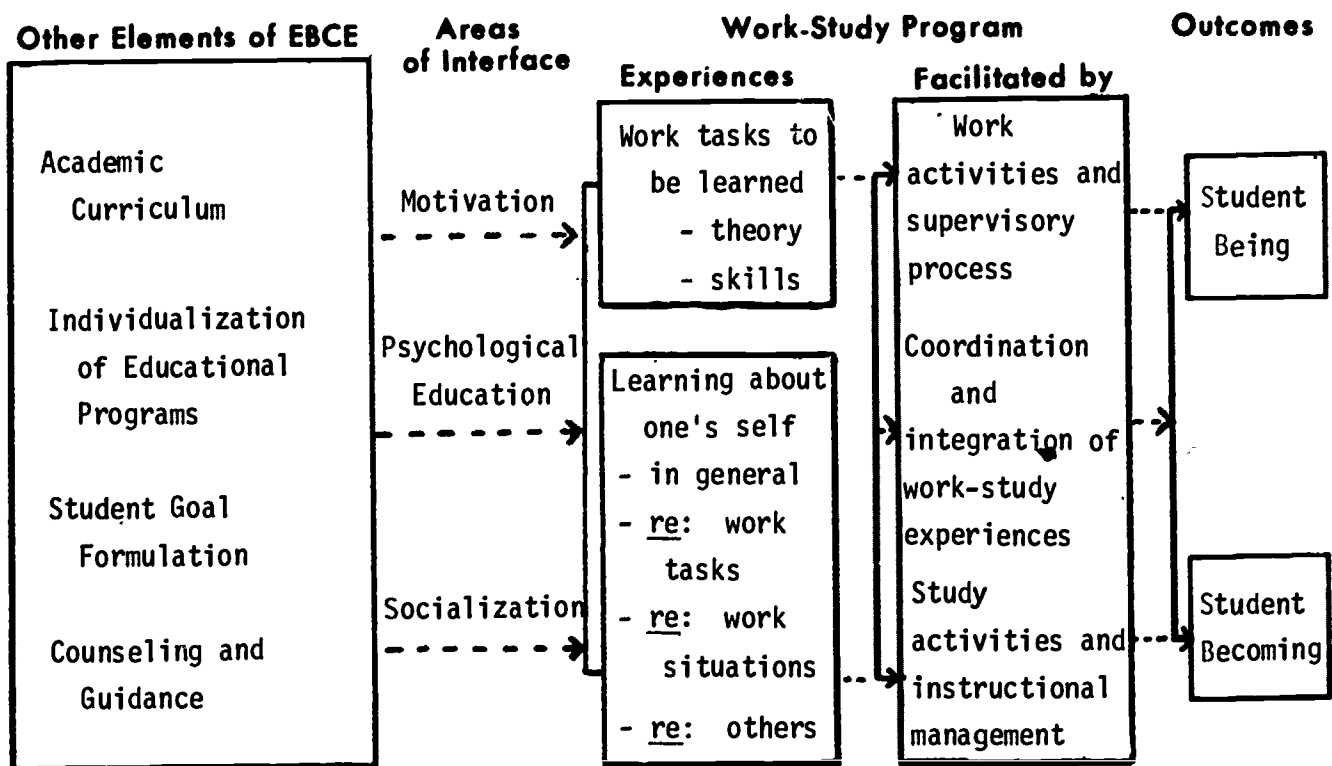 Other Elements of EBCE
Academic
Curriculum
Individualization
of Educational
Programs
Student Goal
Formulation
Counseling and
Guidance
Areas
of Interface
Motivation
Psychological
Education
Socialization
Work-Study Program
Experiences
Work tasks to
be learned
- theory
- skills
Learning about
one's self
- in general
- re: work
tasks
- re: work
situations
- re: others
Facilitated by
Work
activities and
supervisory
process
Coordination
and
integration of
work-study
experiences
Study
activities and
instructional
management
Outcomes
Student
Being
Student
Becoming